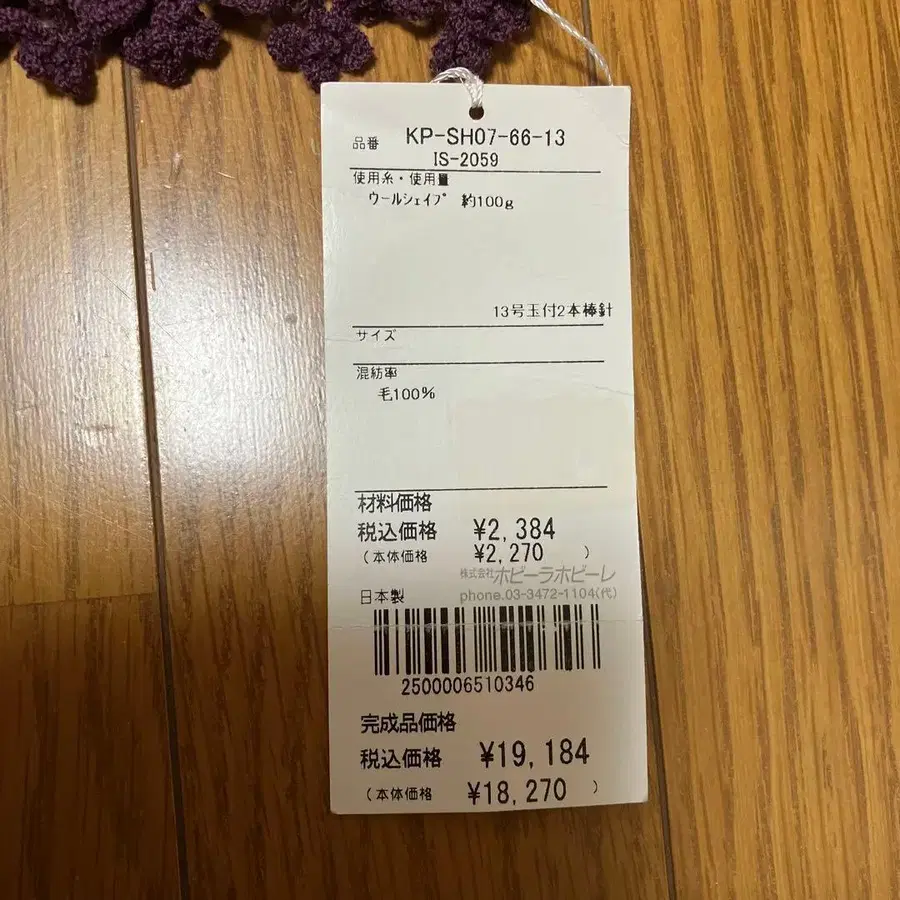 品番 KP-SH07-66-13
IS-2059
使用糸・使用量
ウールシェイプ 約100g
13号玉付2本棒針
サイズ
混紡率
毛100%
材料価格
税込価格 ¥2,384
(本体価格 ¥2,270 )
株式会社ホビーラホビーレ
日本製 phone.03-3472-1104(代)
2500006510346
完成品価格
税込価格 ¥19,184
(本体価格 ¥18,270 )